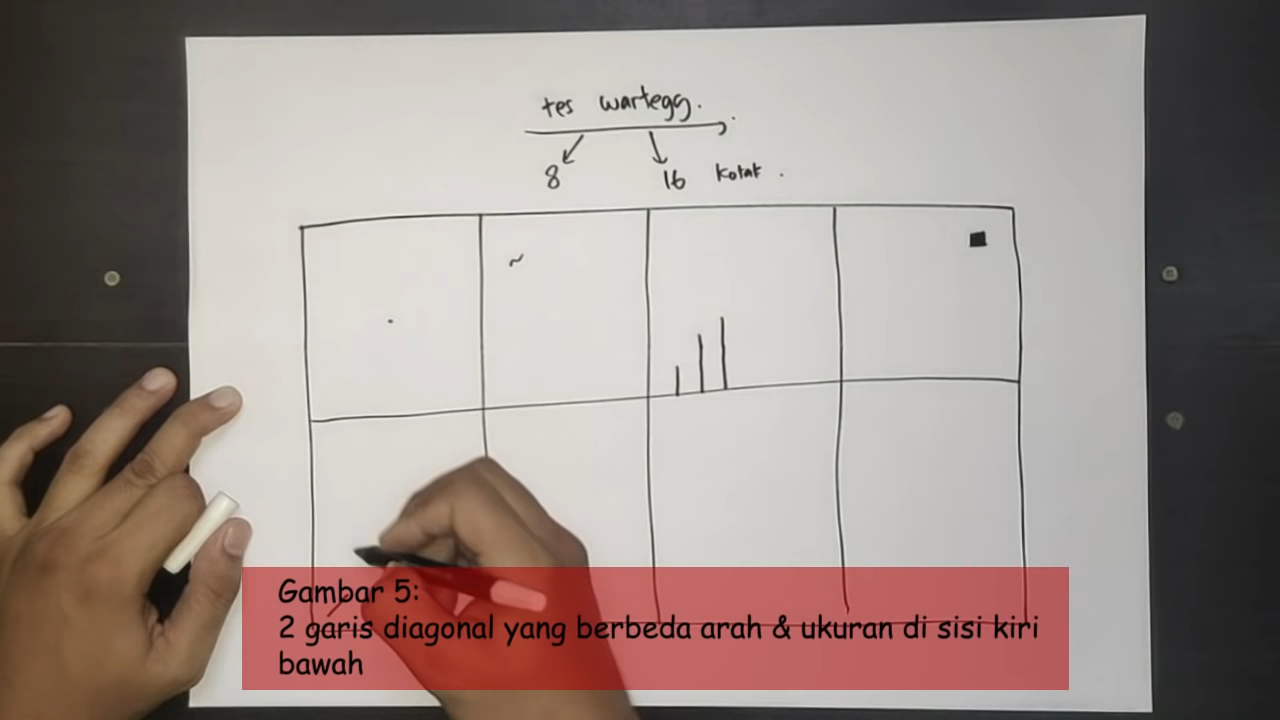 tes wartegg.
8 16 kotak.
Gambar 5:
2 garis diagonal yang berbeda arah & ukuran di sisi kiri
bawah